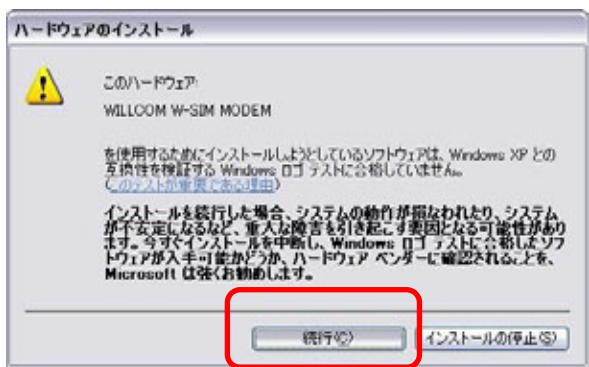 ハードウェアのインストール
このハードウェア:
WILLCOM W-SIM MODEM
を使用するためにインストールしようとしているソフトウェアは、Windows XP との
互換性を検証する Windows ロゴ テストに合格していません。
(このテストが重要である理由)
インストールを続行した場合、システムの動作が損なわれたり、システム
が不安定になるなど、重大な障害を引き起こす要因となる可能性があり
ます。今すぐインストールを中断し、Windows ロゴ テストに合格したソフ
トウェアが入手可能かどうか、ハードウェア ベンダーに確認されることを、
Microsoft は強くお勧めします。
続行(C) インストールの停止(S)